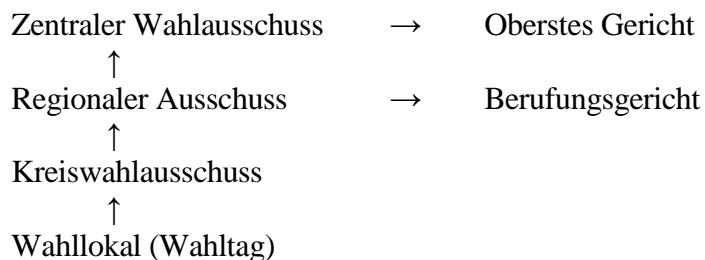 Zentraler Wahlausschuss → Oberstes Gericht
↑
Regionaler Ausschuss → Berufungsgericht
↑
Kreiswahlausschuss
↑
Wahllokal (Wahltag)